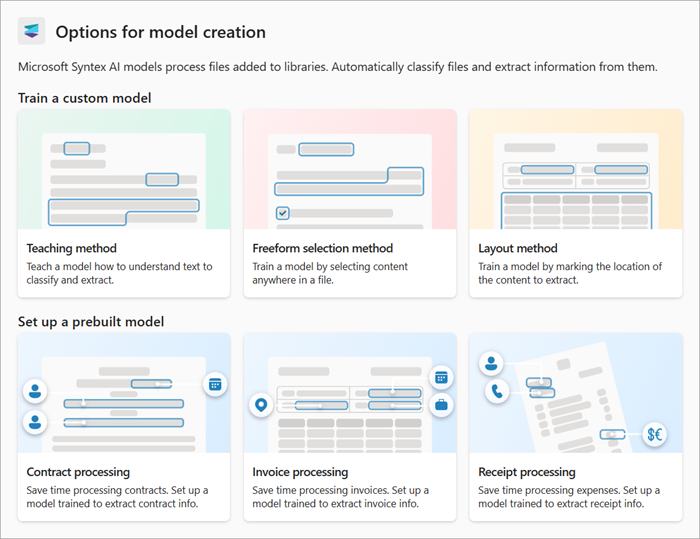 Options for model creation
Microsoft Syntex AI models process files added to libraries. Automatically classify files and extract information from them.
Train a custom model
Teaching method
Teach a model how to understand text to
classify and extract.
Freeform selection method
Train a model by selecting content
anywhere in a file.
Layout method
Train a model by marking the location of
the content to extract.
Set up a prebuilt model
$€
Contract processing
Save time processing contracts. Set up a
model trained to extract contract info.
Invoice processing
Save time processing invoices. Set up a
model trained to extract invoice info.
Receipt processing
Save time processing expenses. Set up a
model trained to extract receipt info.